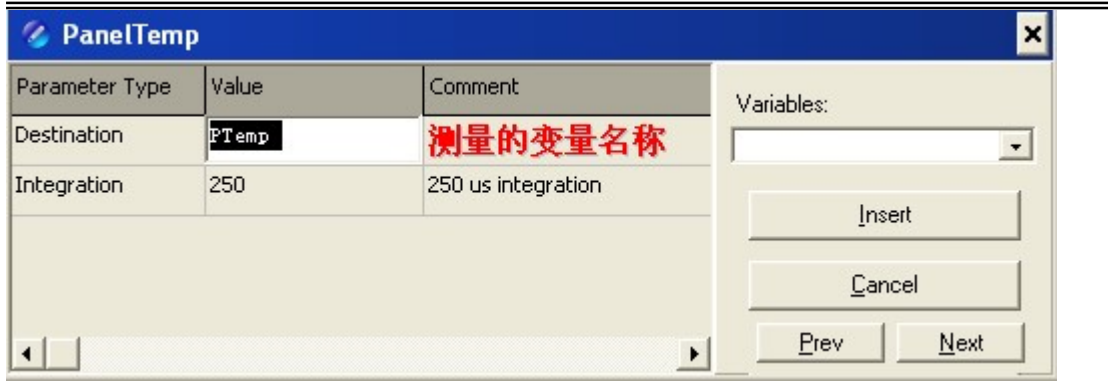 PanelTemp
Parameter Type Value Comment
Destination PTemp 测量的变量名称
Integration 250 250 us integration
Variables:
Insert
Cancel
Prev Next